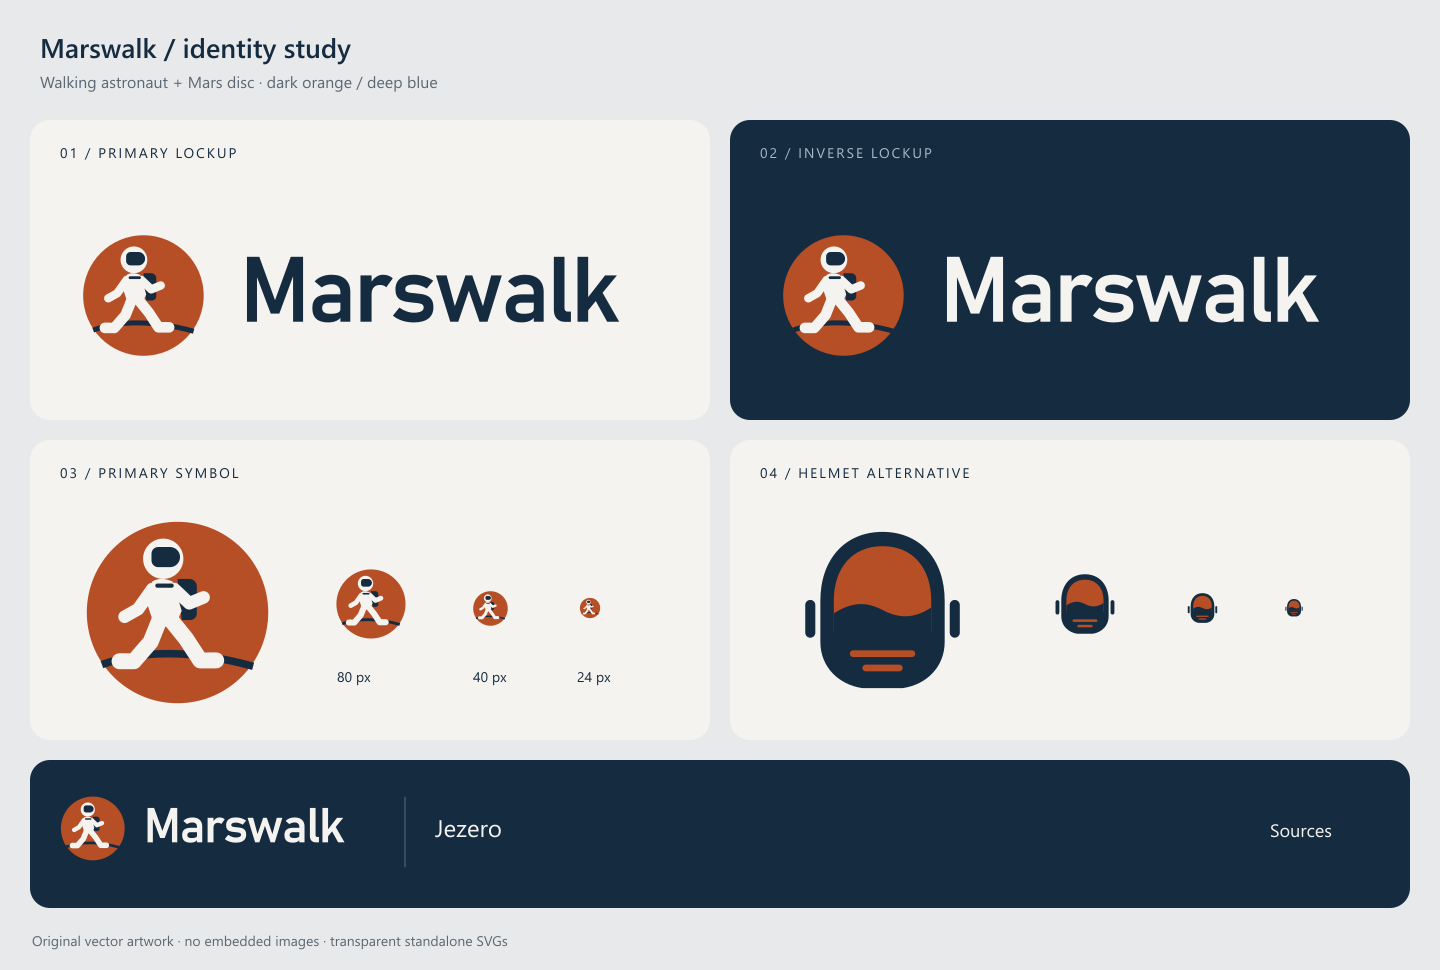 Marswalk / identity study
Walking astronaut + Mars disc · dark orange / deep blue
01 / PRIMARY LOCKUP
Marswalk
02 / INVERSE LOCKUP
Marswalk
03 / PRIMARY SYMBOL
80 px
40 px
24 px
04 / HELMET ALTERNATIVE
Marswalk
Jezero
Sources
Original vector artwork · no embedded images · transparent standalone SVGs